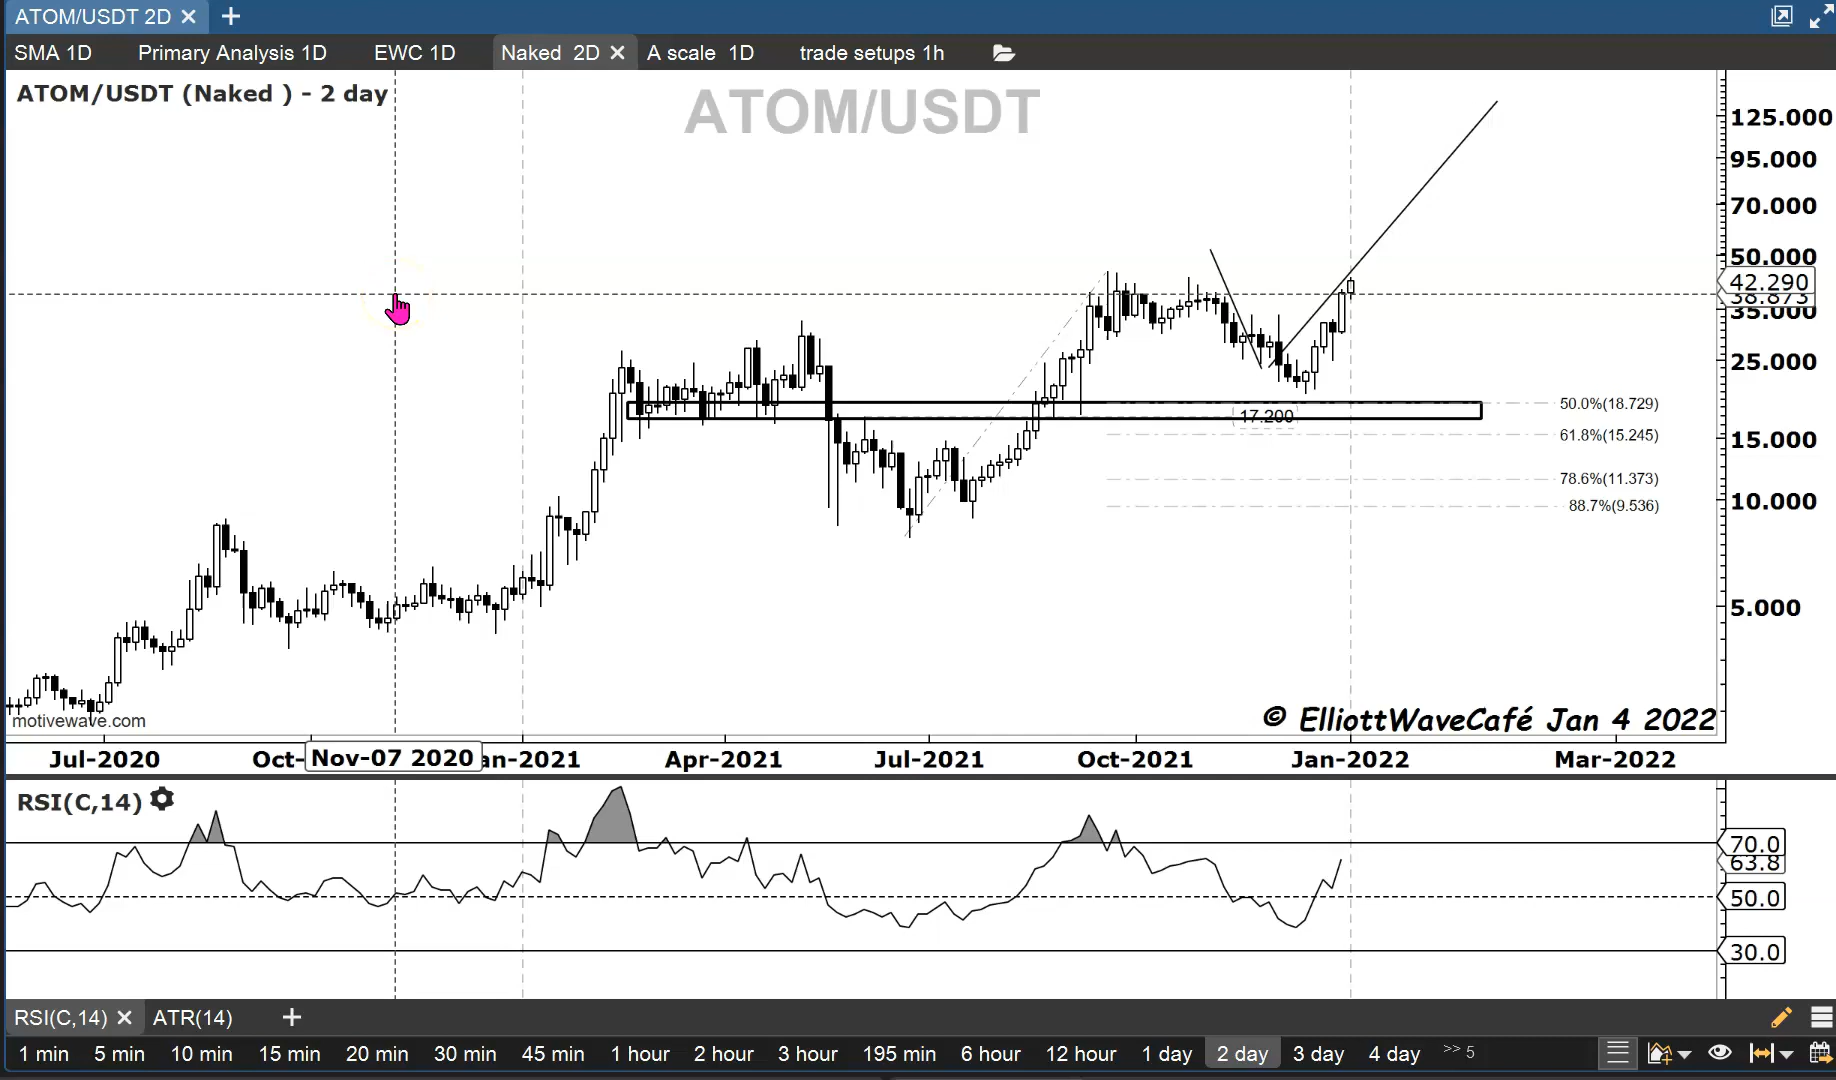 ATOM/USDT 2D
SMA 1D Primary Analysis 1D EWC 1D Naked 2D A scale 1D trade setups 1h
ATOM/USDT (Naked ) - 2 day
ATOM/USDT
125.000
95.000
70.000
50.000
42.290
38.873
35.000
25.000
50.0%(18.729)
17.200
61.8%(15.245)
15.000
78.6%(11.373)
10.000
88.7%(9.536)
5.000
motivewave.com
© ElliottWaveCafé Jan 4 2022
Jul-2020 Oct- Nov-07 2020 an-2021 Apr-2021 Jul-2021 Oct-2021 Jan-2022 Mar-2022
RSI(C,14)
70.0
63.8
50.0
30.0
RSI(C,14) ATR(14)
1 min 5 min 10 min 15 min 20 min 30 min 45 min 1 hour 2 hour 3 hour 195 min 6 hour 12 hour 1 day 2 day 3 day 4 day >> 5